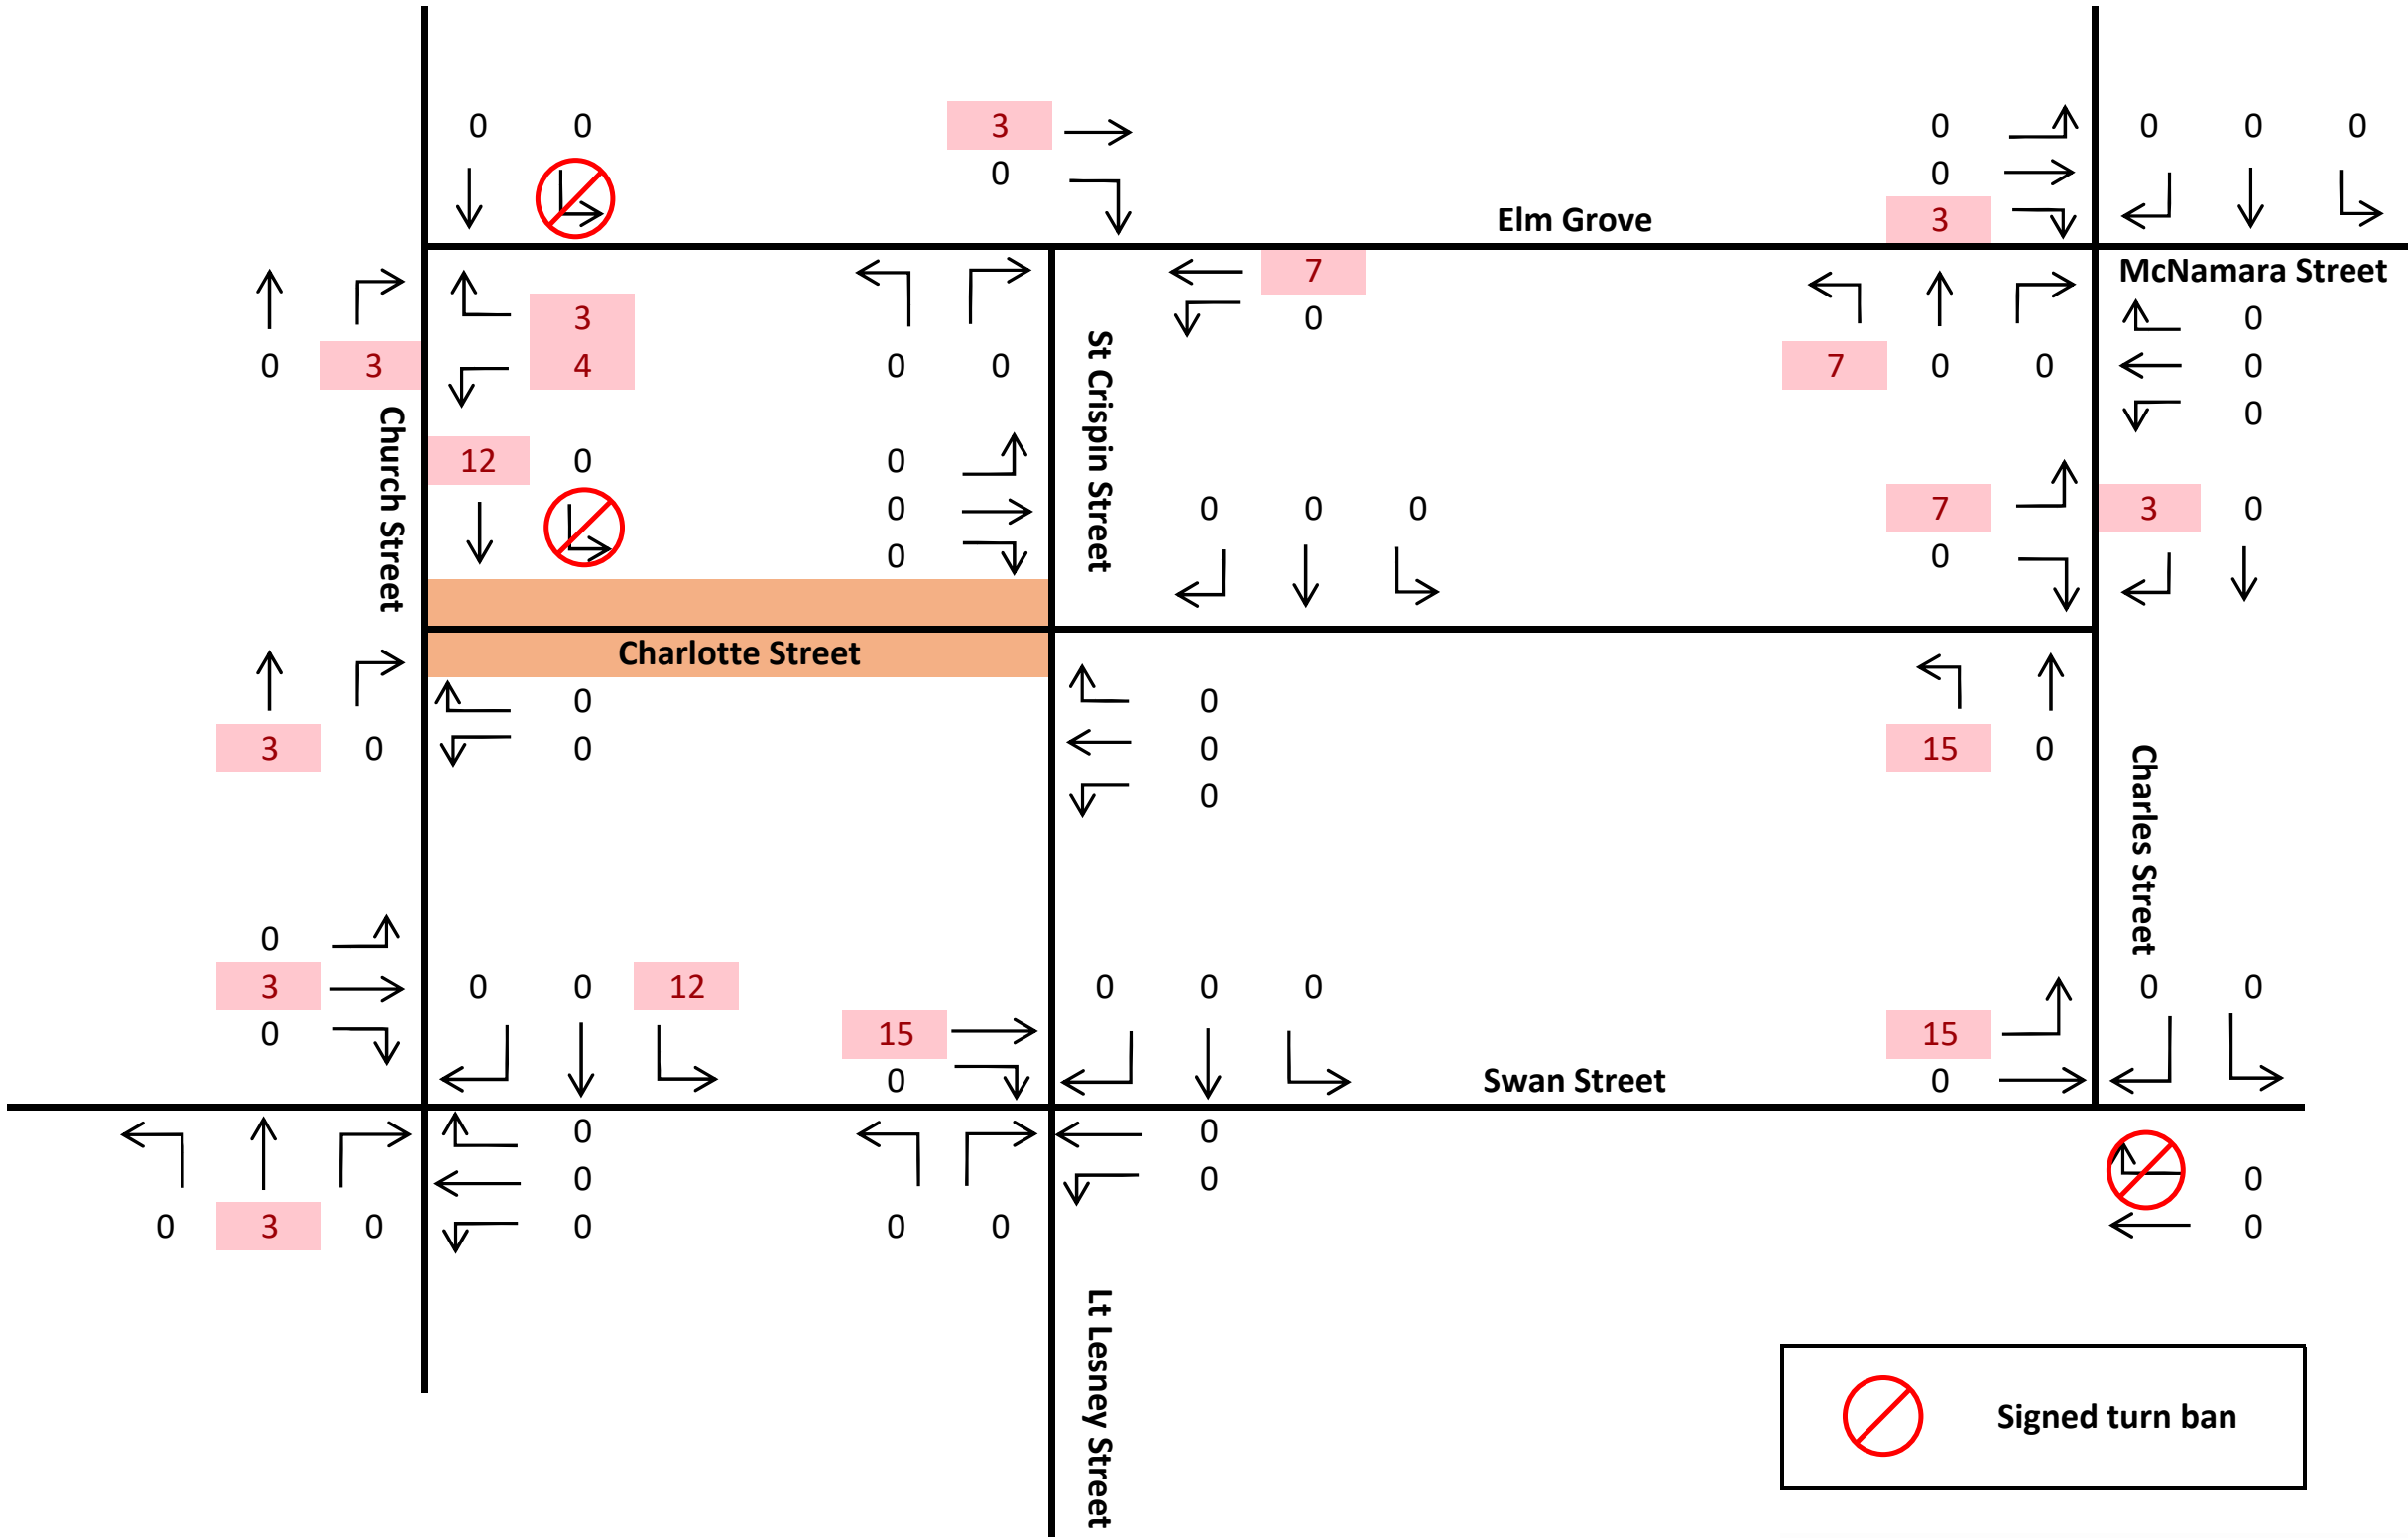 0 0 3 0 0 0 0
0 0
Elm Grove 3
3 7 McNamara Street
0 0
0 3 4 0 0 7 0 0 0
0
St Crispin Street
Church Street
12 0 0
0 0 0 0 7 3 0
0 0
Charlotte Street
0 0
3 0 0 0 15 0
0
Charles Street
0
3 0 0 12 0 0 0 0 0
0 15 15
0 Swan Street 0
0 0
0 0 0
0 3 0 0 0 0 0
Lt Lesney Street
Signed turn ban